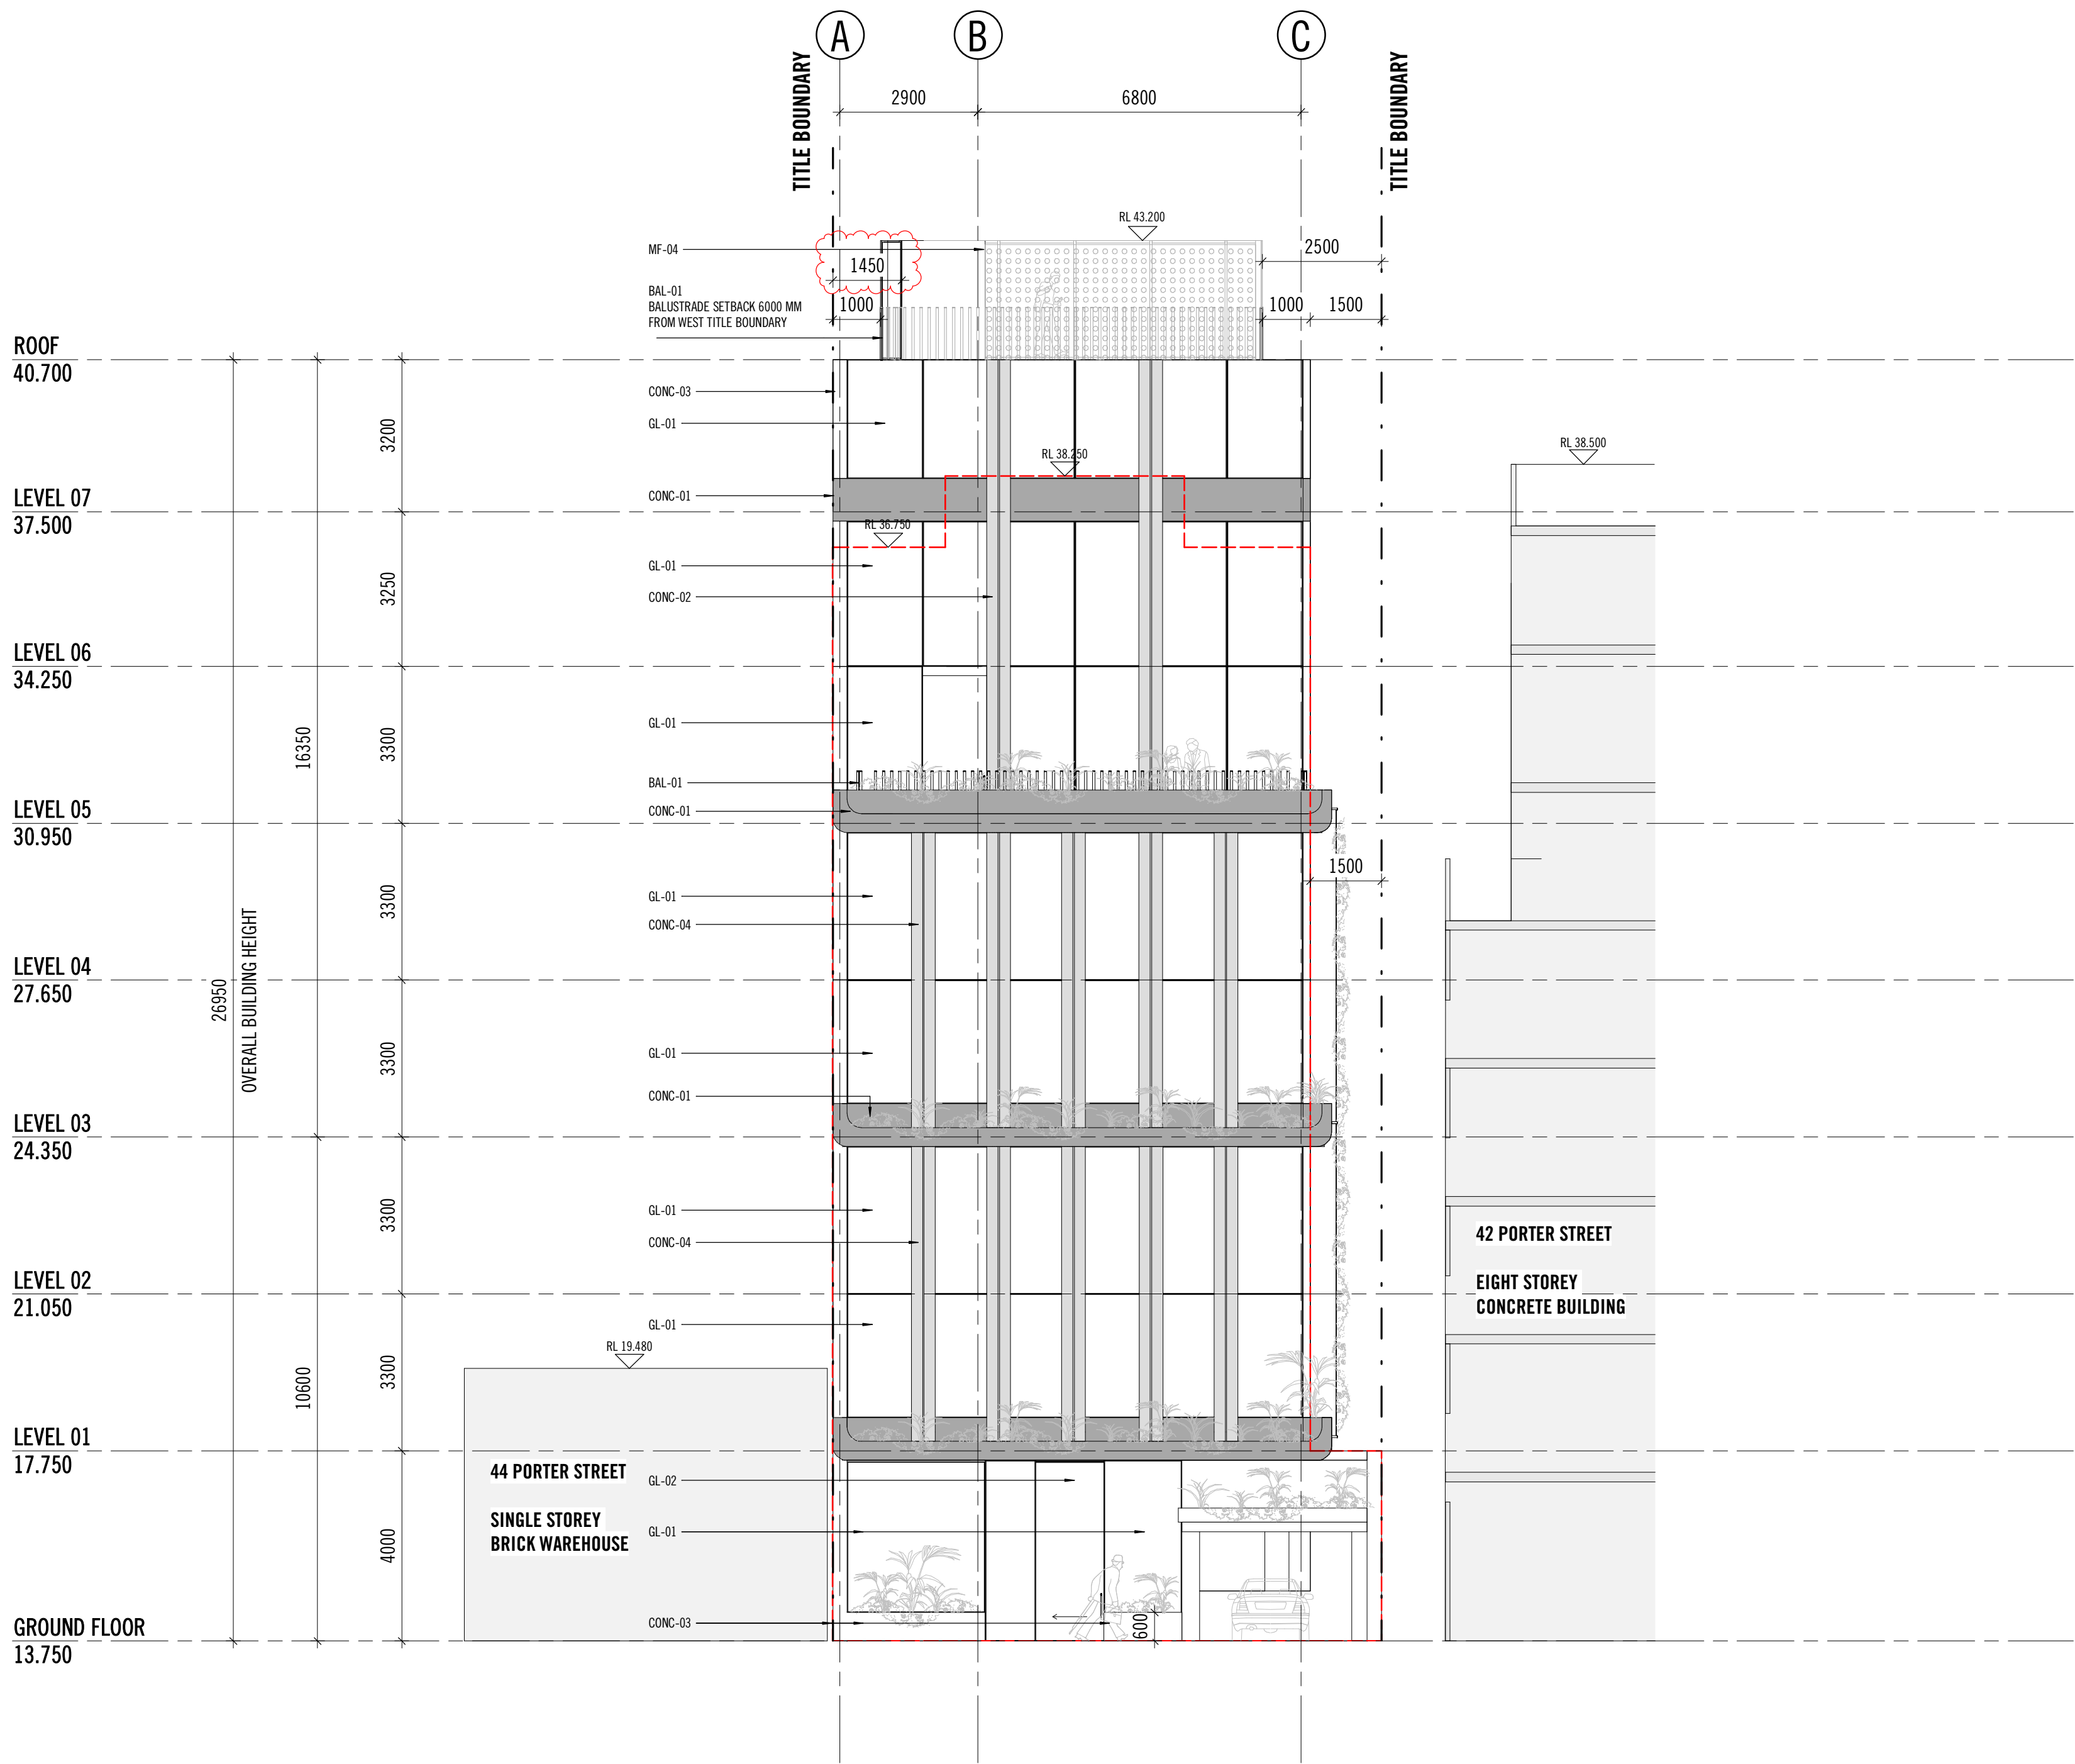 A
B
C
TITLE BOUNDARY
TITLE BOUNDARY
2900
6800
RL 43.200
MF-04
1450
2500
BAL-01
BALUSTRADE SETBACK 6000 MM
FROM WEST TITLE BOUNDARY
1000
1000
1500
ROOF
40.700
CONC-03
GL-01
3200
RL 38.250
RL 38.500
LEVEL 07
37.500
CONC-01
RL 36.750
GL-01
CONC-02
3250
LEVEL 06
34.250
GL-01
16350
3300
BAL-01
CONC-01
LEVEL 05
30.950
1500
GL-01
CONC-04
3300
LEVEL 04
27.650
26950
OVERALL BUILDING HEIGHT
GL-01
3300
CONC-01
LEVEL 03
24.350
GL-01
CONC-04
3300
42 PORTER STREET
EIGHT STOREY
CONCRETE BUILDING
LEVEL 02
21.050
GL-01
RL 19.480
10600
3300
LEVEL 01
17.750
44 PORTER STREET
GL-02
SINGLE STOREY
BRICK WAREHOUSE
GL-01
4000
CONC-03
600
GROUND FLOOR
13.750